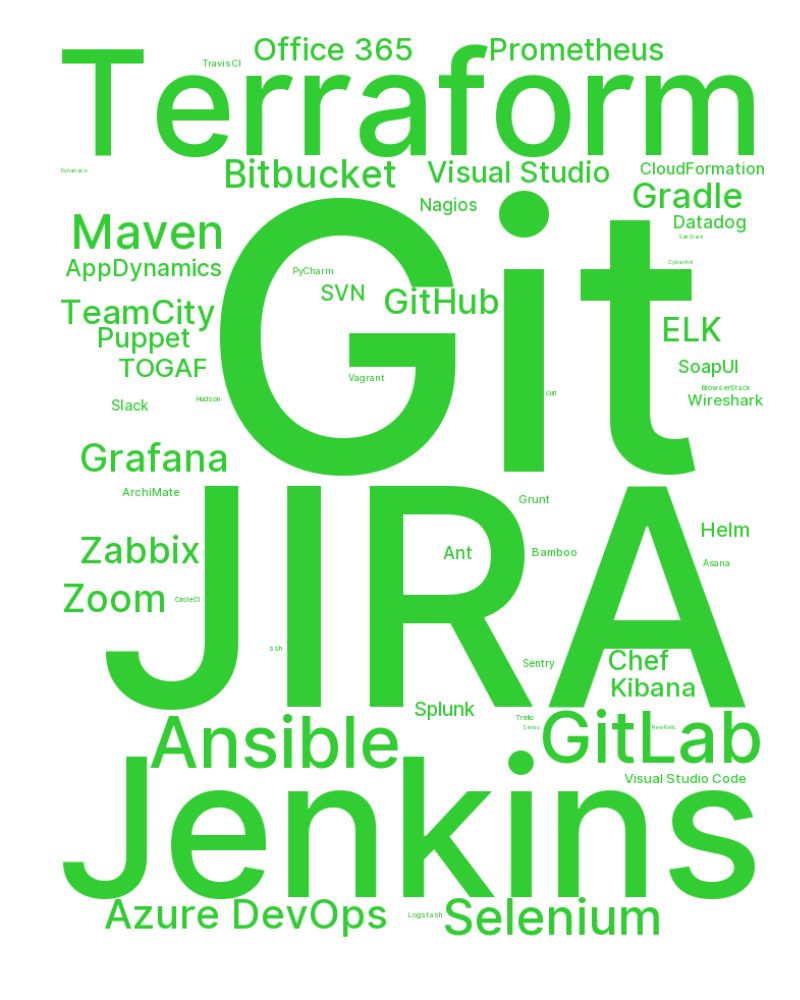 Office 365
Prometheus
TravisCI
Terraform
Bitbucket
Visual Studio
CloudFormation
Dynatrace
Gradle
Nagios
Maven
Datadog
SaltStack
AppDynamics
CyberArk
PyCharm
SVN
GitHub
Git
TeamCity
Puppet
ELK
TOGAF
SoapUI
Vagrant
BrowserStack
curl
Hudson
Wireshark
Slack
Grafana
ArchiMate
Grunt
Helm
Zabbix
Ant
Bamboo
Asana
JIRA
Zoom
CircleCI
ssh
Sentry
Chef
Kibana
Splunk
Trello
Sensu
NewRelic
Ansible
GitLab
Visual Studio Code
Jenkins
Azure DevOps
Logstash
Selenium